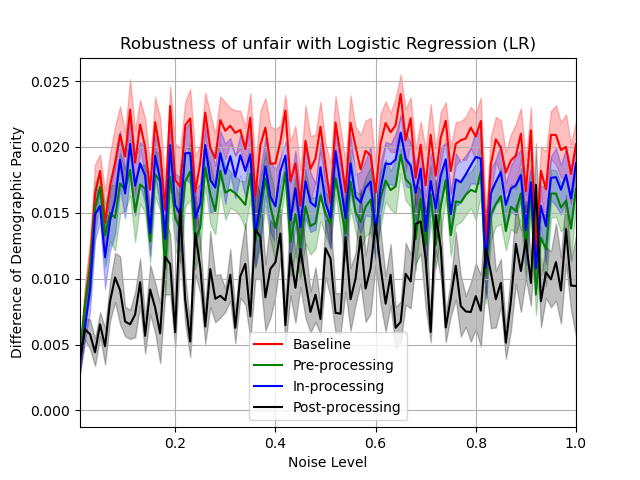 Robustness of unfair with Logistic Regression (LR)
Difference of Demographic Parity
0.025
0.020
0.015
0.010
0.005
0.000
Baseline
Pre-processing
In-processing
Post-processing
0.2 0.4 0.6 0.8 1.0
Noise Level